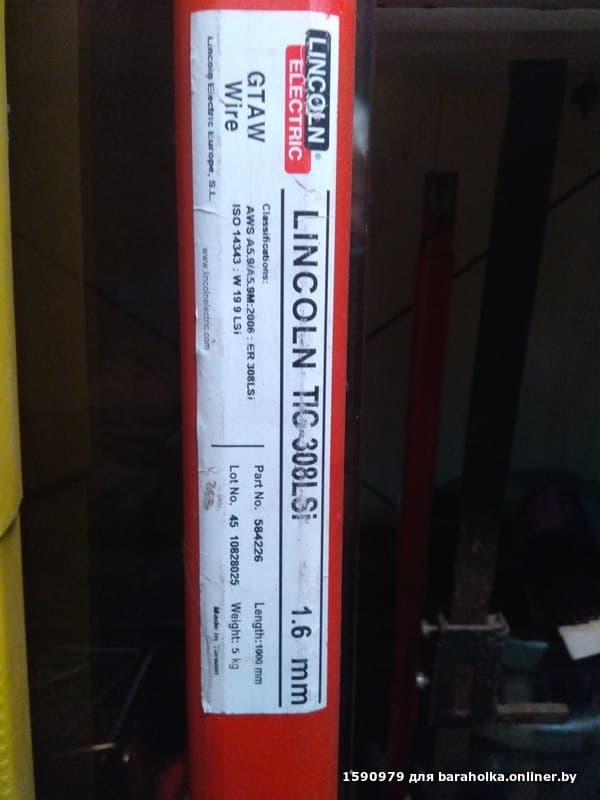 LINCOLN®
ELECTRIC
GTAW
Wire
Lincoln Electric Europe, S.L.
LINCOLN TIG 308LSi 1.6 mm
Classifications:
AWS A5.9/A5.9M:2006 : ER 308LSi
ISO 14343 : W 19 9 LSi
www.lincolnelectric.com
Part No. 584226 Length:1000 mm
Lot No. 45 10828025 Weight: 5 kg
Made in Taiwan
1590979 для baraholka.onliner.by